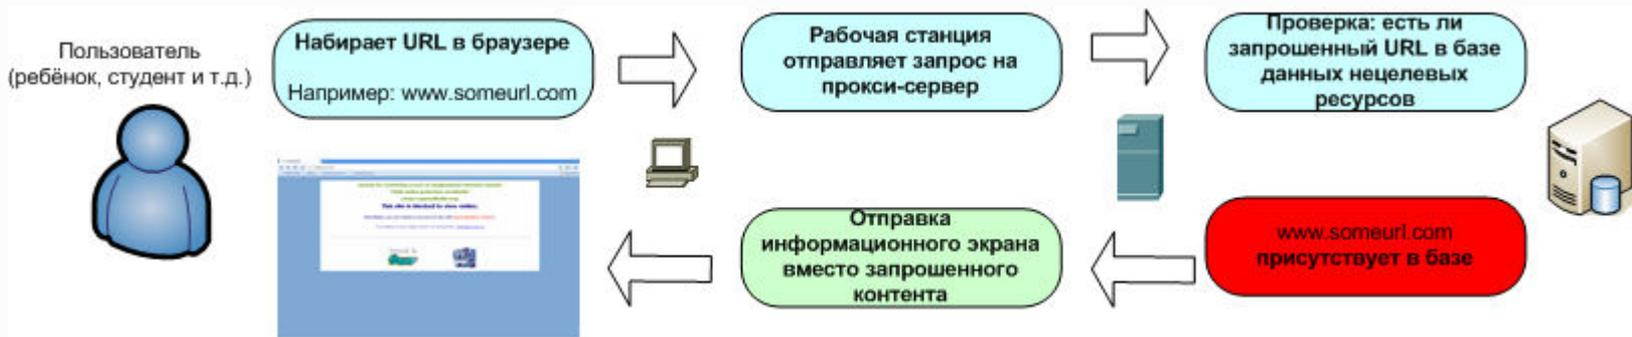 Пользователь
(ребёнок, студент и т.д.)
Набирает URL в браузере
Например: www.someurl.com
Рабочая станция
отправляет запрос на
прокси-сервер
Проверка: есть ли
запрошенный URL в базе
данных нецелевых
ресурсов
www.someurl.com
присутствует в базе
Отправка
информационного экрана
вместо запрошенного
контента